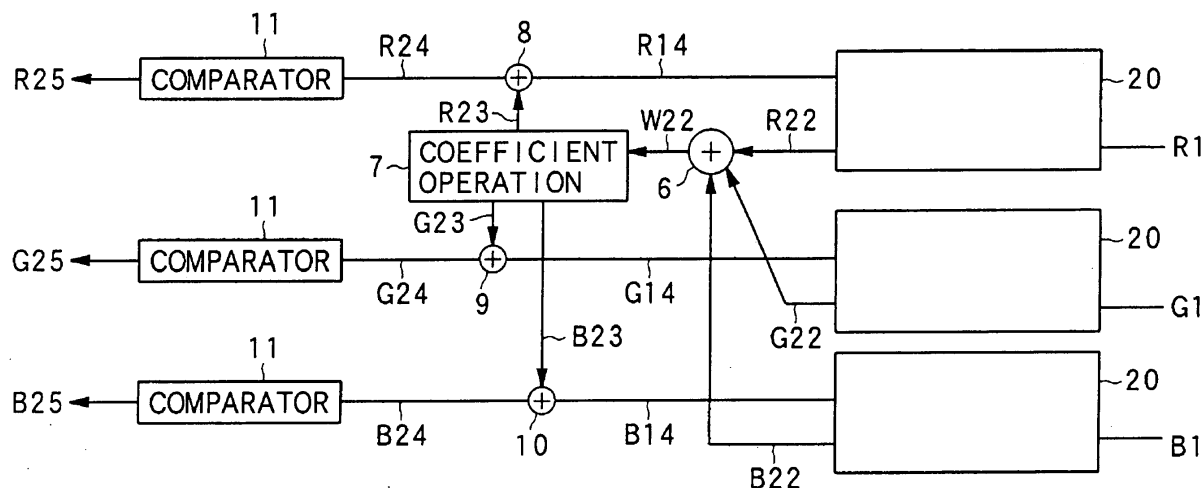 11
R24
8
R14
R25
COMPARATOR
20
R23
W22
R22
R1
7
COEFFICIENT
OPERATION
6
11
G23
20
G25
COMPARATOR
G24
9
G14
G22
G1
11
B23
20
B25
COMPARATOR
B24
10
B14
B22
B1